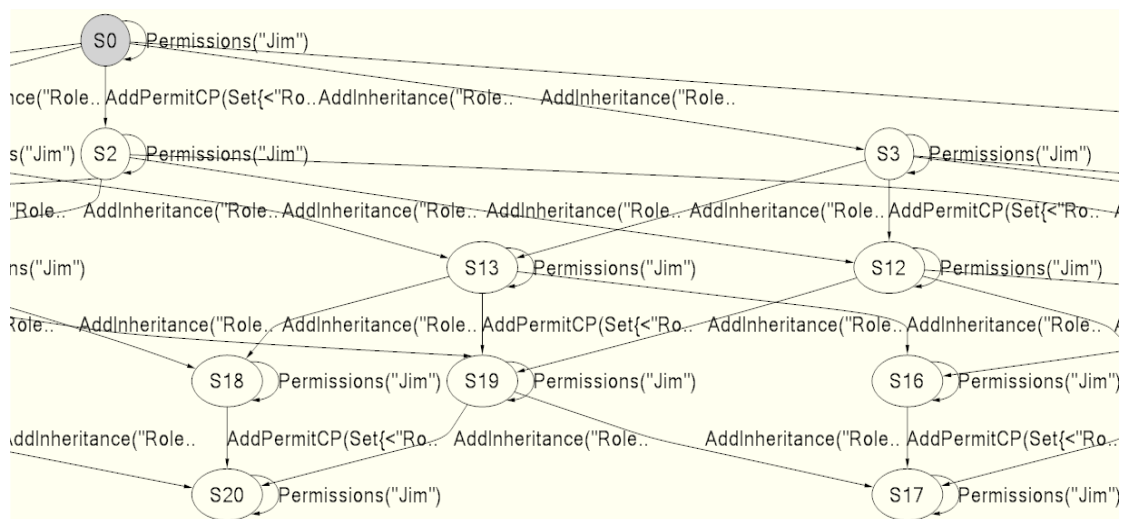 S0 Permissions("Jim")
nce("Role.. AddPermitCP(Set{<"Ro.. AddInheritance("Role.. AddInheritance("Role..
s("Jim") S2 Permissions("Jim") S3 Permissions("Jim")
"Role.. AddInheritance("Role.. AddInheritance("Role.. AddInheritance("Role.. AddInheritance("Role.. AddPermitCP(Set{<"Ro.. A
ns("Jim") S13 Permissions("Jim") S12 Permissions("Jim")
Role.. AddInheritance("Role.. AddInheritance("Role.. AddPermitCP(Set{<"Ro.. AddInheritance("Role.. AddInheritance("Role.. A
S18 Permissions("Jim") S19 Permissions("Jim") S16 Permissions("Jim")
AddInheritance("Role.. AddPermitCP(Set{<"Ro.. AddInheritance("Role.. AddInheritance("Role.. AddPermitCP(Set{<"Ro..
S20 Permissions("Jim") S17 Permissions("Jim")